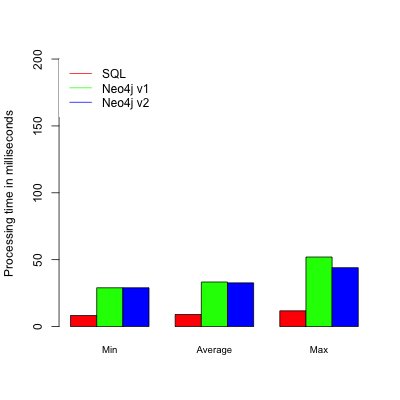 200
150
100
50
0
Processing time in milliseconds
SQL
Neo4j v1
Neo4j v2
Min Average Max